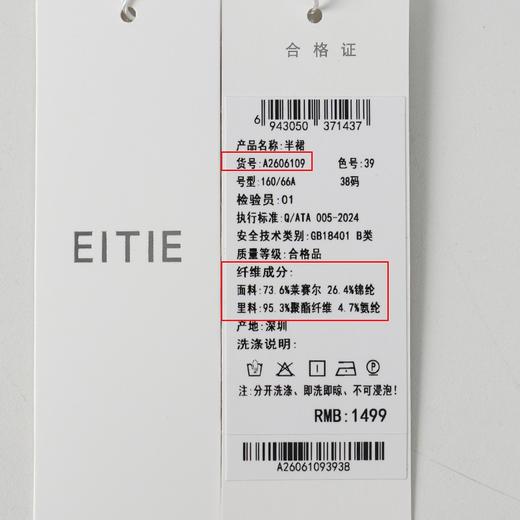 EITIE
合格证
6 943050 371437
产品名称:半裙
货号:A2606109 色号:39
号型:160/66A 38码
检验员:01
执行标准:Q/ATA 005-2024
安全技术类别:GB18401 B类
质量等级:合格品
纤维成分:
面料:73.6%莱赛尔 26.4%锦纶
里料:95.3%聚酯纤维 4.7%氨纶
产地:深圳
洗涤说明:
P
注:分开洗涤、即洗即晾、不可浸泡!
RMB:1499
A26061093938